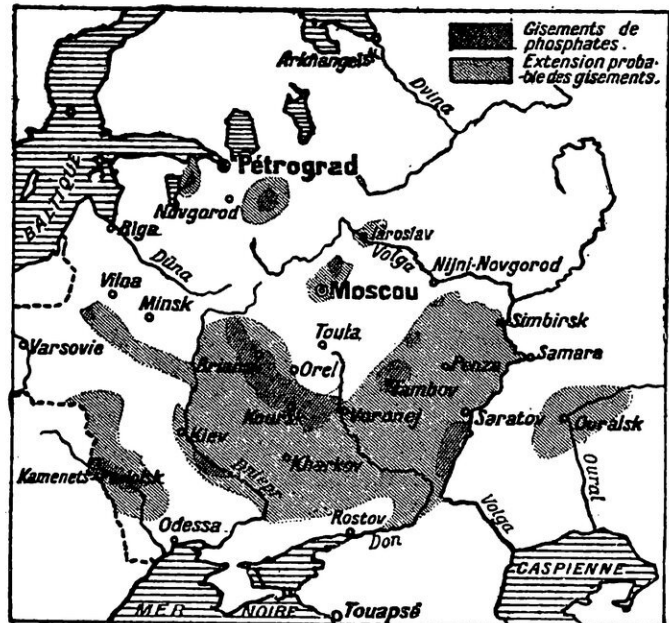 Gisements de
phosphates.
Extension proba-
ble des gisements.
Arkhangelsk
Dvina
Pétrograd
BALTIQUE
Novgorod
Riga
Düna
Iaroslav
Volga
Nijni-Novgorod
Vilna
Minsk
Moscou
Simbirsk
Toula
Varsovie
Briansk
Orel
Penza
Samara
Tambov
Koursk
Voronej
Saratov
Ouralsk
Kiev
Kharkov
Kamenets-Podolsk
Dniepr
Oural
Odessa
Rostov
Don
Volga
CASPIENNE
MER NOIRE
Touapsé